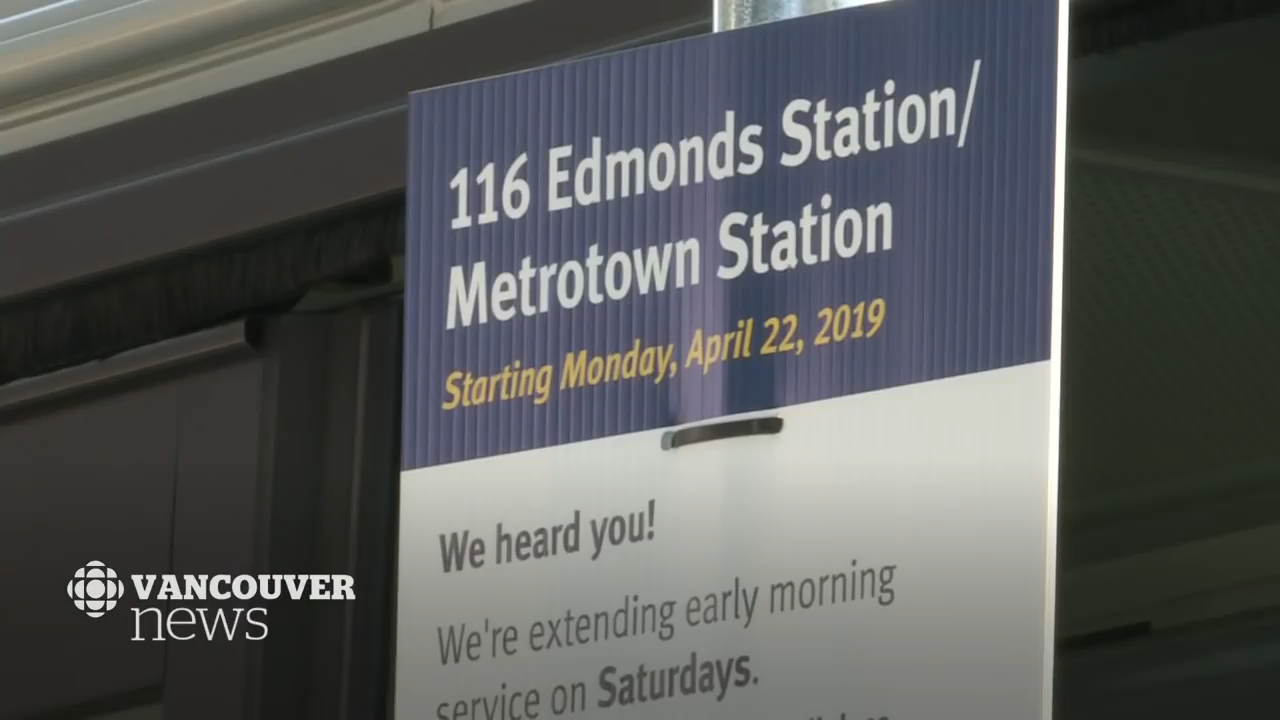 116 Edmonds Station/
Metrotown Station
Starting Monday, April 22, 2019
We heard you!
We're extending early morning
service on Saturdays.
VANCOUVER
news